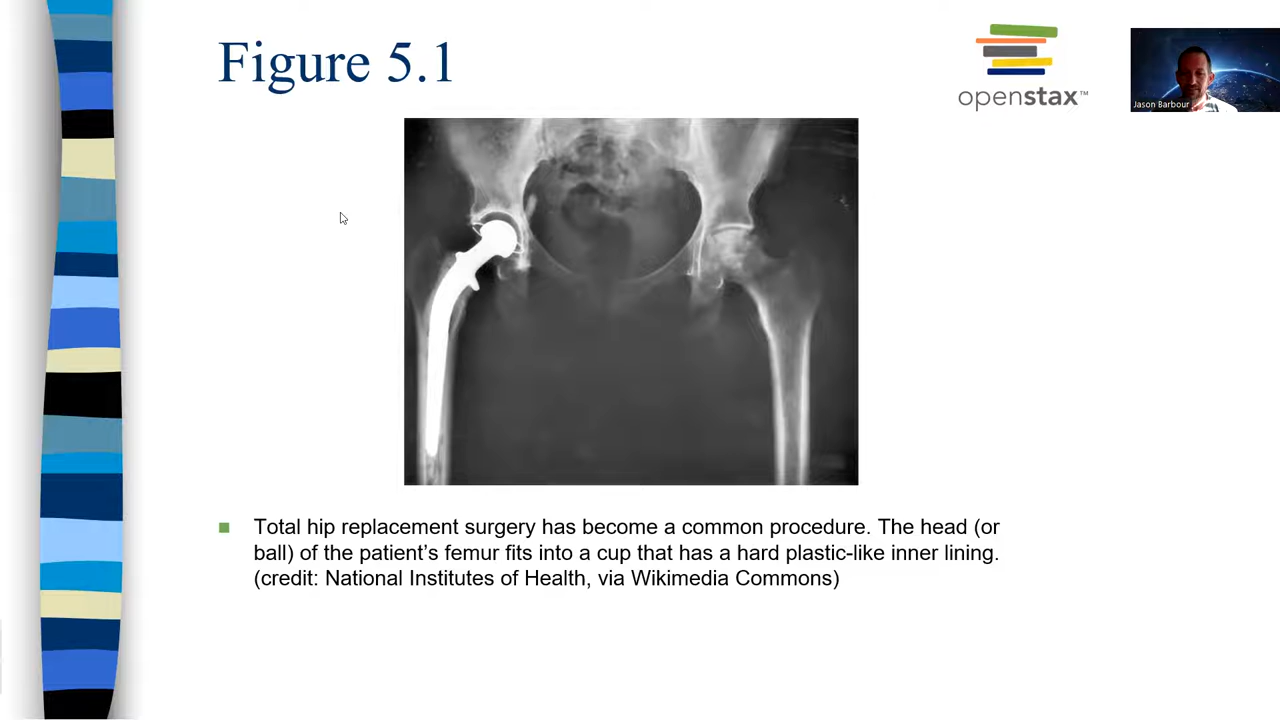 Figure 5.1
openstax™
Jason Barbour
Total hip replacement surgery has become a common procedure. The head (or
ball) of the patient’s femur fits into a cup that has a hard plastic-like inner lining.
(credit: National Institutes of Health, via Wikimedia Commons)